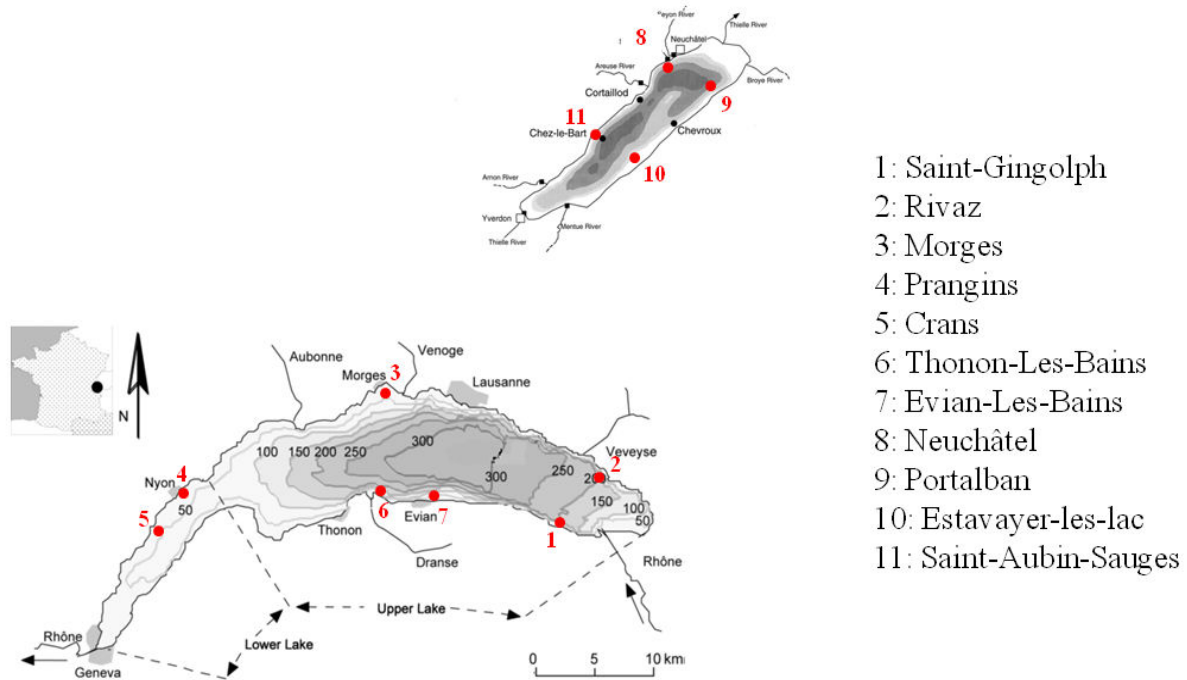 eyon River
Thielle River
8
Neuchâtel
Areuse River
Broye River
Cortaillod
9
11
Chez-le-Bart
Chevroux
10
Arnon River
Yverdon
Mentue River
Thielle River
1: Saint-Gingolph
2: Rivaz
3: Morges
4: Prangins
5: Crans
6: Thonon-Les-Bains
7: Evian-Les-Bains
8: Neuchâtel
9: Portalban
10: Estavayer-les-lac
11: Saint-Aubin-Sauges
N
Aubonne
Venoge
Morges
3
Lausanne
100
150
200
250
300
300
250
200
150
100
50
Veveyse
2
Nyon
4
50
5
6
7
1
Thonon
Evian
Dranse
Rhône
Upper Lake
Lower Lake
Rhône
Geneva
0 5 10 km